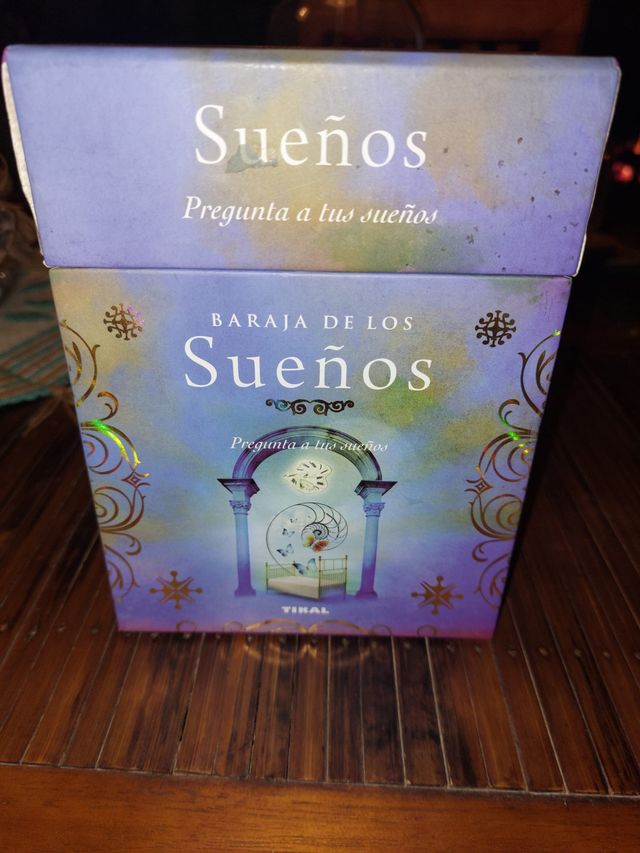 Sueños
Pregunta a tus sueños
BARAJA DE LOS
Sueños
Pregunta a tus sueños
TIKAL